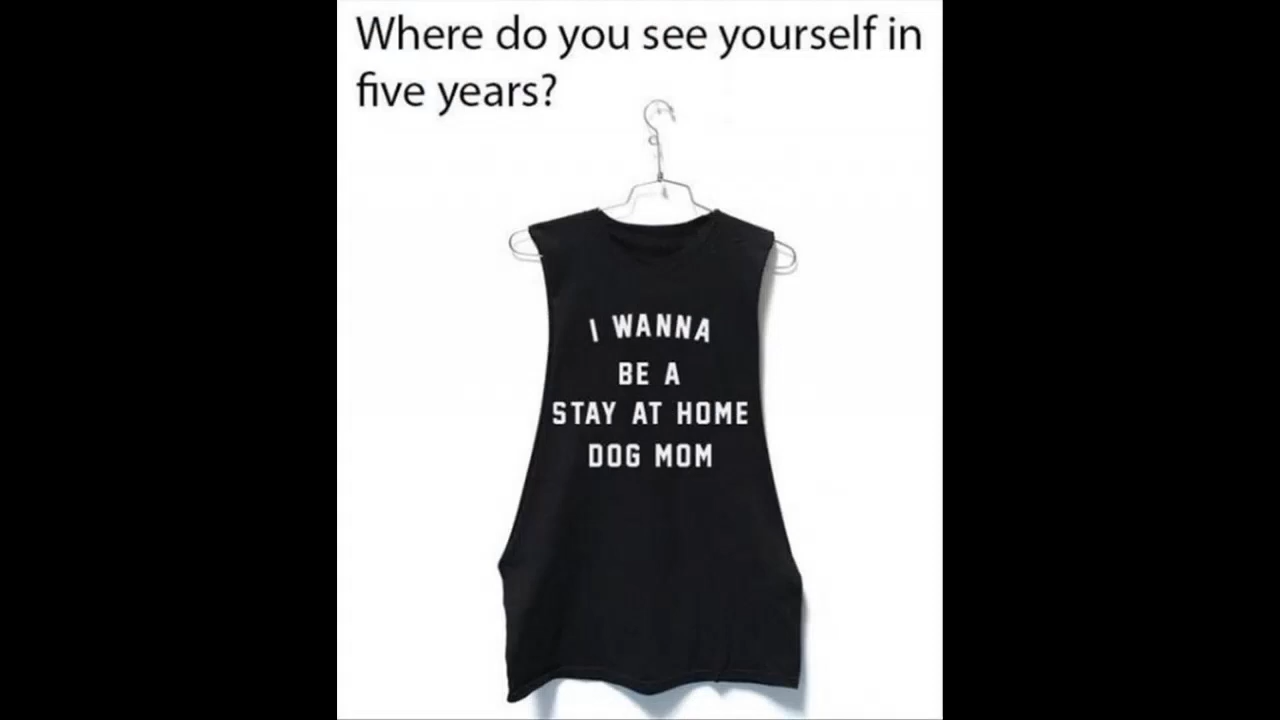 Where do you see yourself in
five years?
I WANNA
BE A
STAY AT HOME
DOG MOM